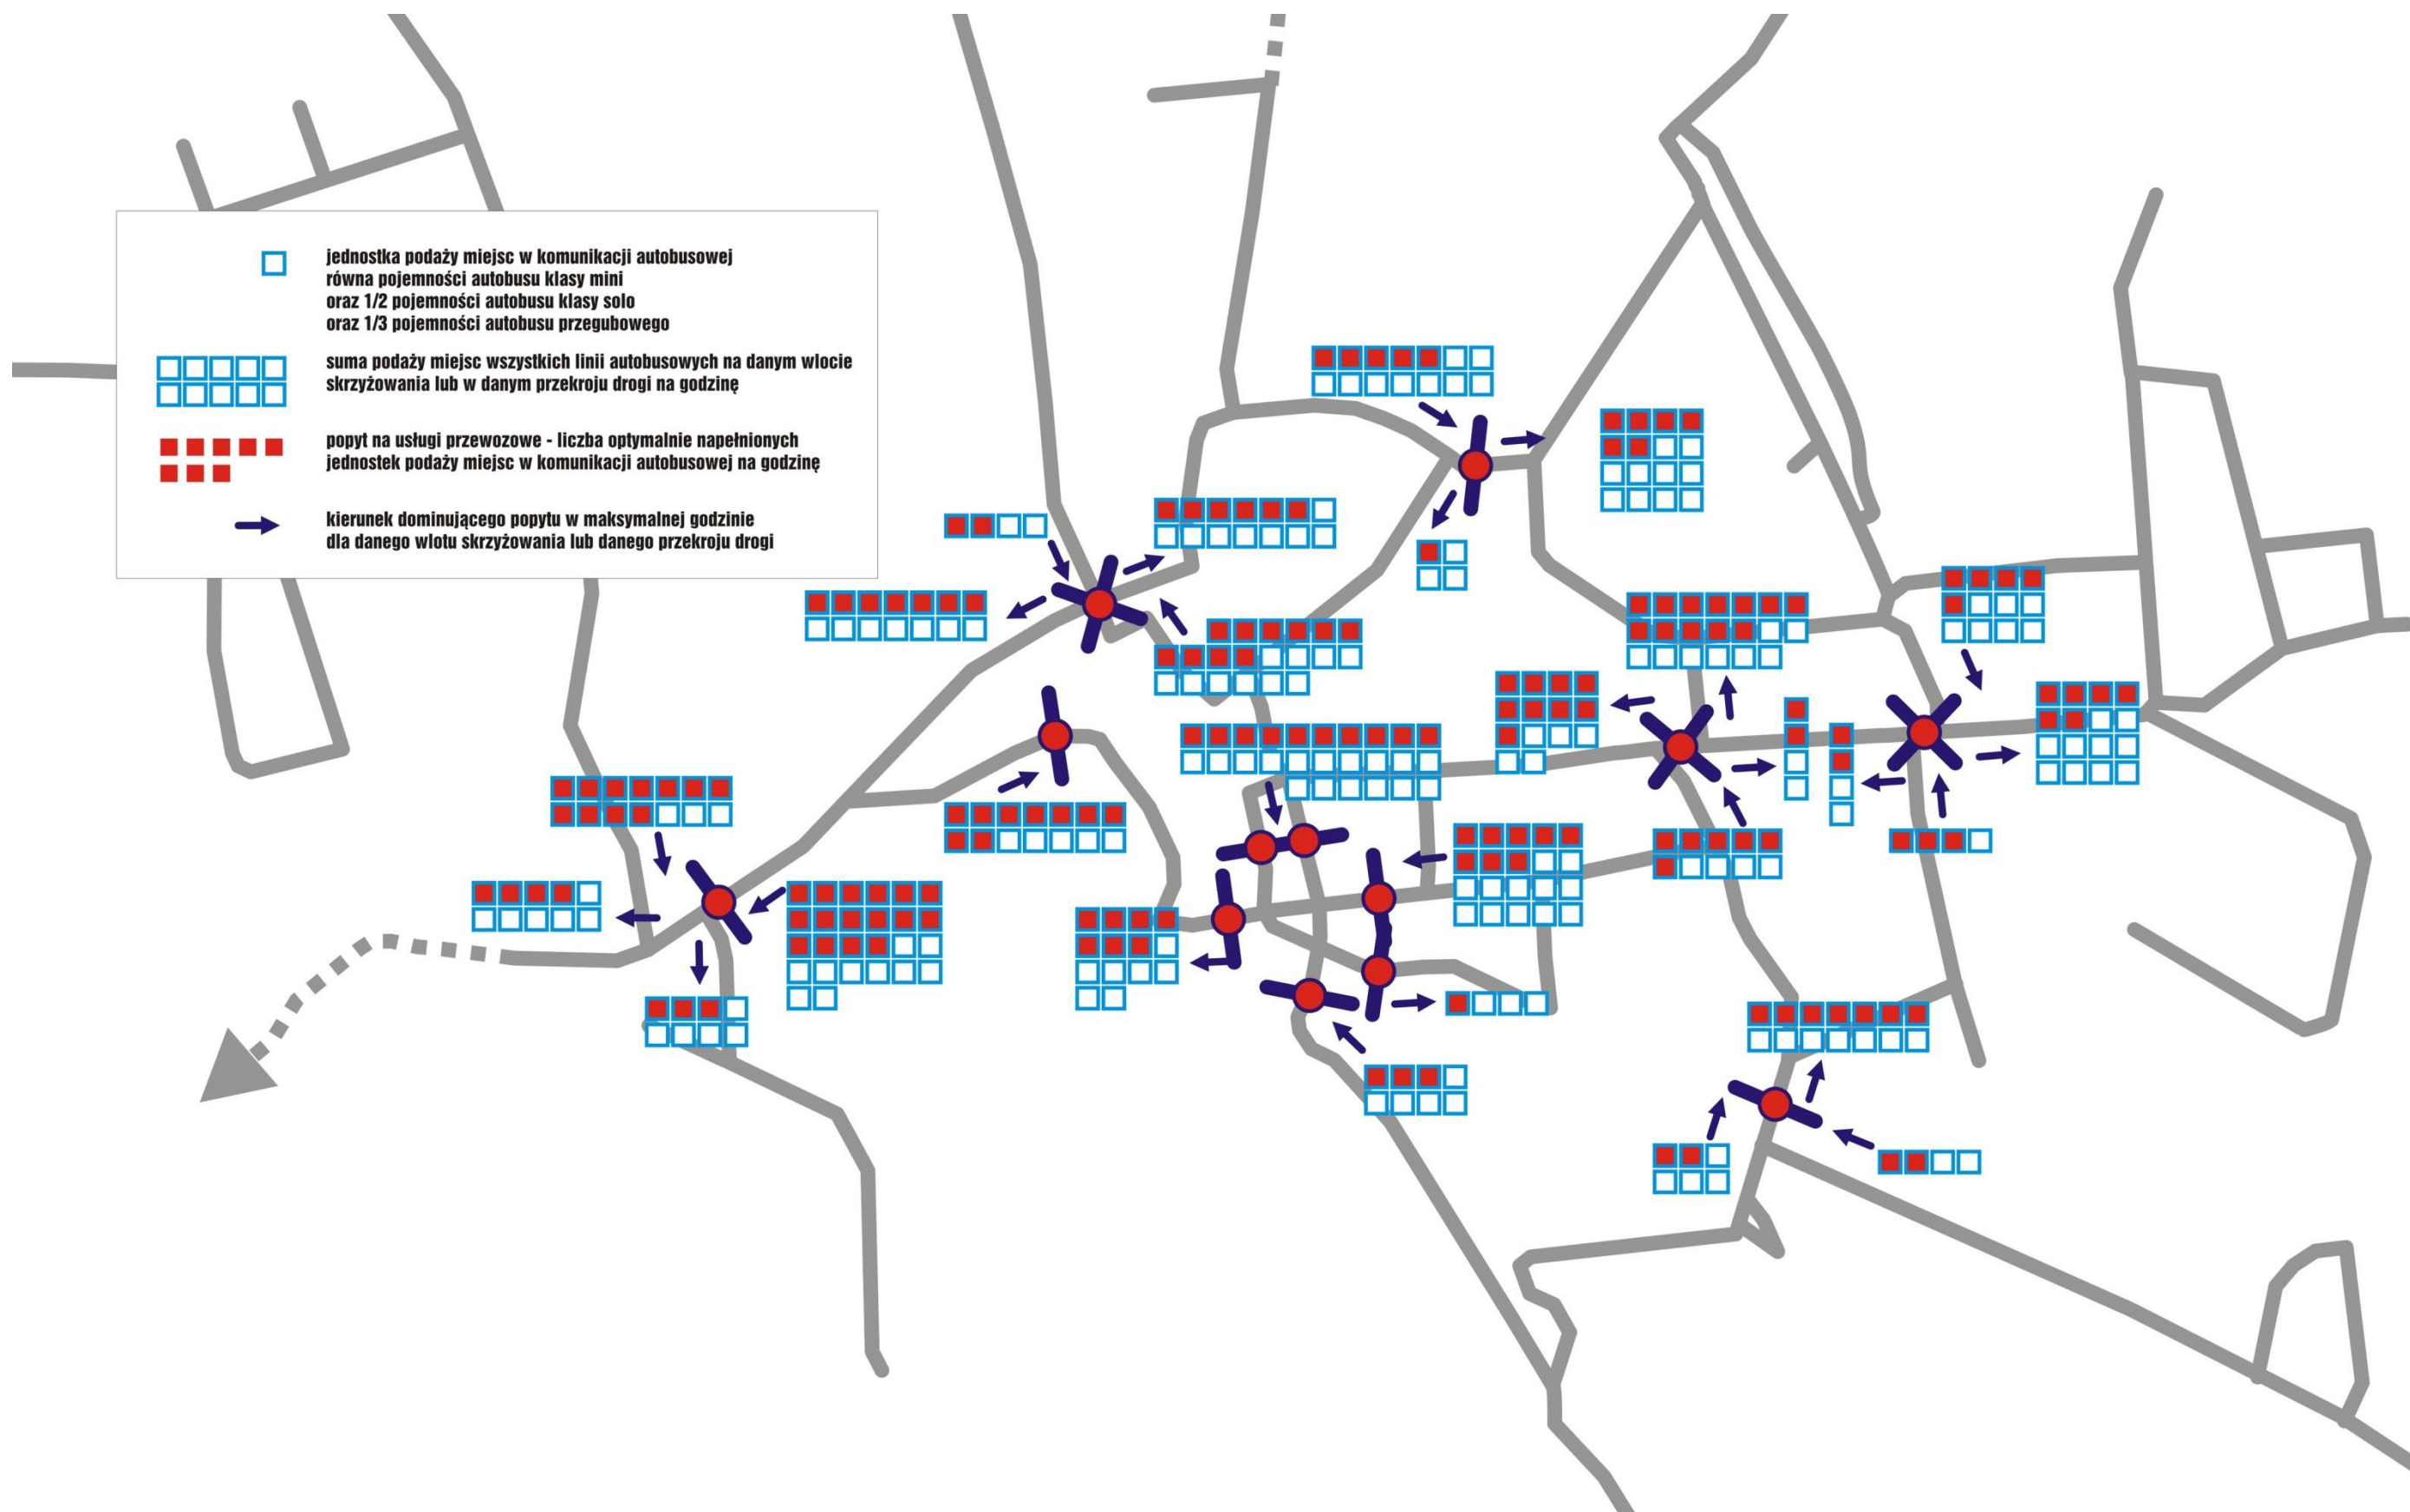 jednostka podaży miejsc w komunikacji autobusowej
równa pojemności autobusu klasy mini
oraz 1/2 pojemności autobusu klasy solo
oraz 1/3 pojemności autobusu przegubowego
suma podaży miejsc wszystkich linii autobusowych na danym wlocie
skrzyżowania lub w danym przekroju drogi na godzinę
popyt na usługi przewozowe - liczba optymalnie napełnionych
jednostek podaży miejsc w komunikacji autobusowej na godzinę
kierunek dominującego popytu w maksymalnej godzinie
dla danego wlotu skrzyżowania lub danego przekroju drogi